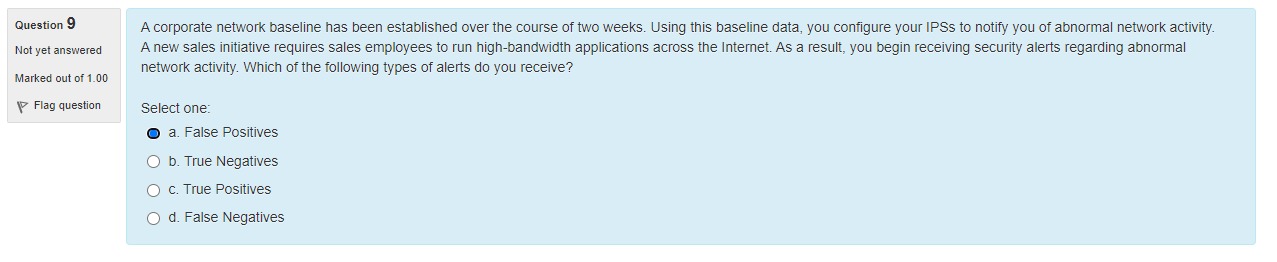 Question 9
Not yet answered
Marked out of 1.00
Flag question
A corporate network baseline has been established over the course of two weeks. Using this baseline data, you configure your IPSs to notify you of abnormal network activity.
A new sales initiative requires sales employees to run high-bandwidth applications across the Internet. As a result, you begin receiving security alerts regarding abnormal
network activity. Which of the following types of alerts do you receive?
Select one:
a. False Positives
b. True Negatives
c. True Positives
d. False Negatives